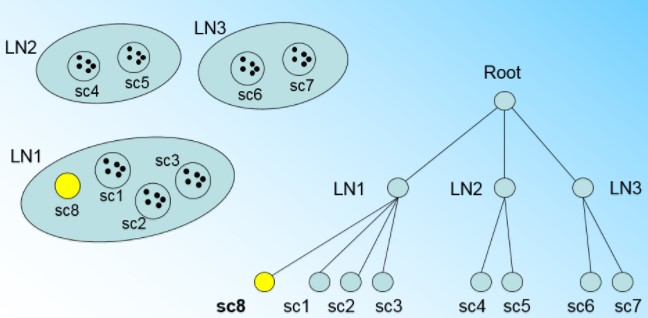 LN2
sc4
sc5
LN3
sc6
sc7
LN1
sc8
sc1
sc2
sc3
Root
LN1
LN2
LN3
sc8
sc1
sc2
sc3
sc4
sc5
sc6
sc7